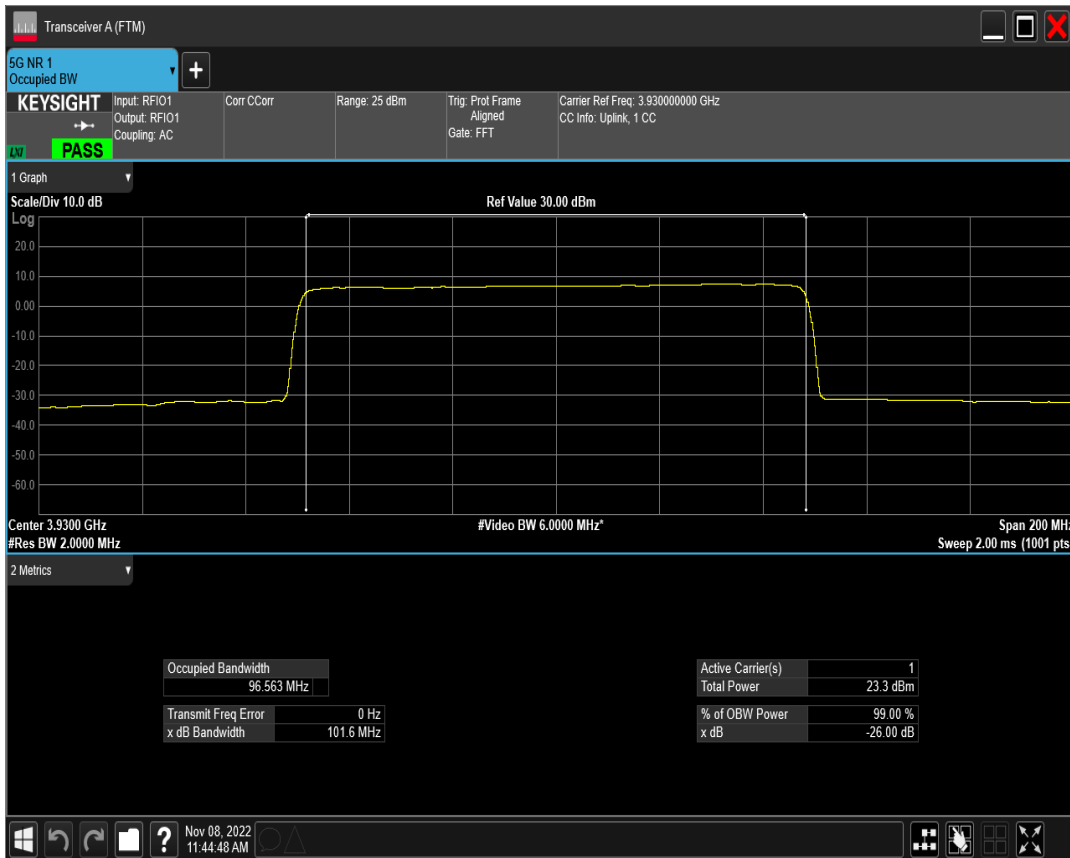 Transceiver A (FTM)
5G NR 1
Occupied BW
+
KEYSIGHT
LXI
PASS
Input: RFIO1
Output: RFIO1
Coupling: AC
Corr CCorr
Range: 25 dBm
Trig: Prot Frame
Aligned
Gate: FFT
Carrier Ref Freq: 3.930000000 GHz
CC Info: Uplink, 1 CC
1 Graph
Scale/Div 10.0 dB
Ref Value 30.00 dBm
Log
20.0
10.0
0.00
-10.0
-20.0
-30.0
-40.0
-50.0
-60.0
Center 3.9300 GHz
#Video BW 6.0000 MHz*
Span 200 MHz
#Res BW 2.0000 MHz
Sweep 2.00 ms (1001 pts
2 Metrics
Occupied Bandwidth
96.563 MHz
Transmit Freq Error 0 Hz
x dB Bandwidth 101.6 MHz
Active Carrier(s) 1
Total Power 23.3 dBm
% of OBW Power 99.00 %
x dB -26.00 dB
?
Nov 08, 2022
11:44:48 AM